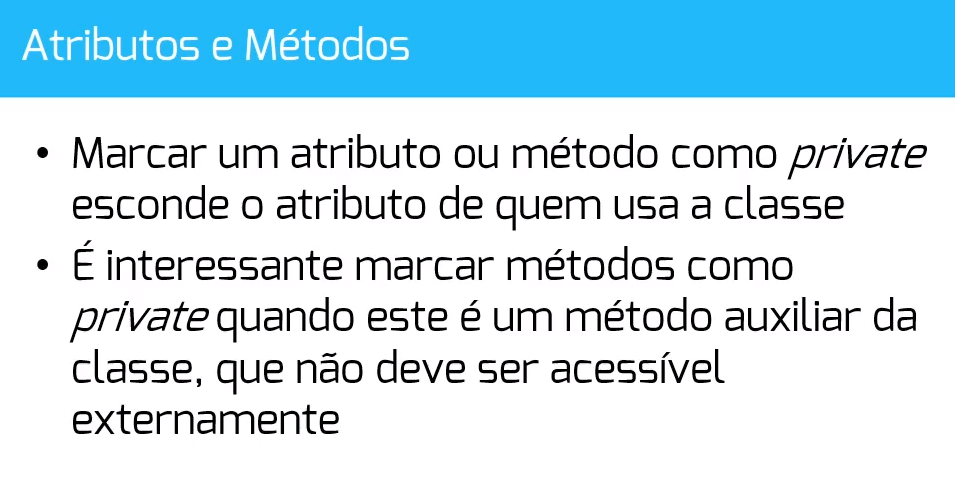 Atributos e Métodos
• Marcar um atributo ou método como private
esconde o atributo de quem usa a classe
• É interessante marcar métodos como
private quando este é um método auxiliar da
classe, que não deve ser acessível
externamente